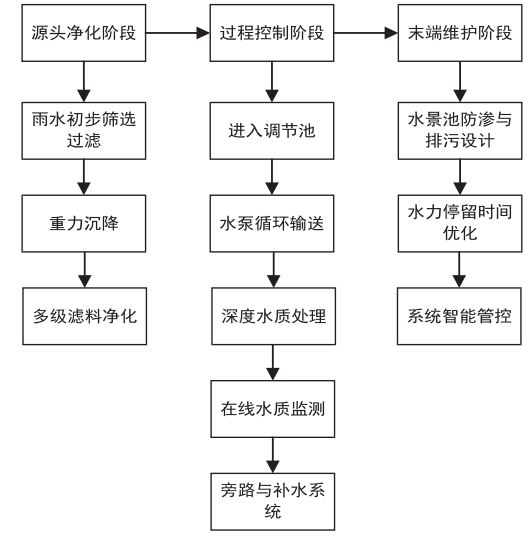 源头净化阶段
过程控制阶段
末端维护阶段
雨水初步筛选
过滤
进入调节池
水景池防渗与
排污设计
重力沉降
水泵循环输送
水力停留时间
优化
多级滤料净化
深度水质处理
系统智能管控
在线水质监测
旁路与补水系
统